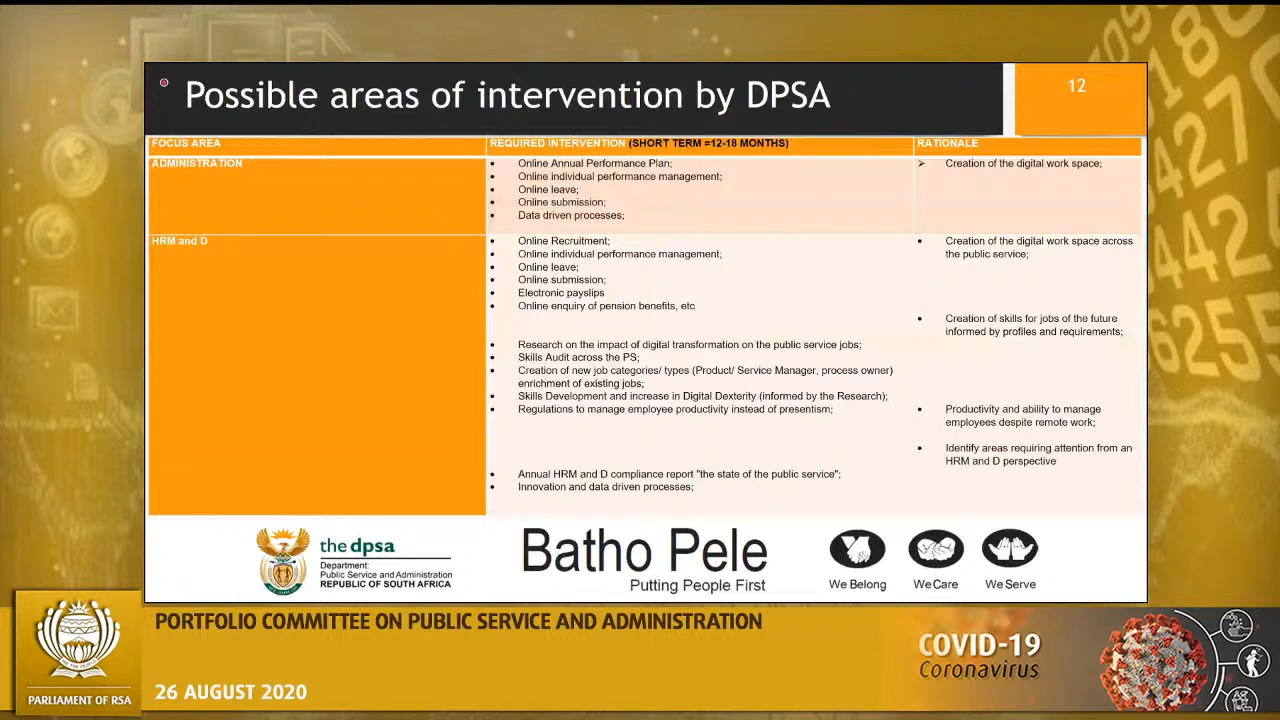 Possible areas of intervention by DPSA
12
FOCUS AREA
REQUIRED INTERVENTION (SHORT TERM =12-18 MONTHS)
RATIONALE
ADMINISTRATION
• Online Annual Performance Plan;
• Online individual performance management;
• Online leave;
• Online submission;
• Data driven processes;
➢ Creation of the digital work space;
HRM and D
• Online Recruitment;
• Online individual performance management;
• Online leave;
• Online submission;
• Electronic payslips
• Online enquiry of pension benefits, etc
• Research on the impact of digital transformation on the public service jobs;
• Skills Audit across the PS;
• Creation of new job categories/ types (Product/ Service Manager, process owner)
enrichment of existing jobs;
• Skills Development and increase in Digital Dexterity (informed by the Research);
• Regulations to manage employee productivity instead of presentism;
• Annual HRM and D compliance report "the state of the public service";
• Innovation and data driven processes;
• Creation of the digital work space across
the public service;
• Creation of skills for jobs of the future
informed by profiles and requirements;
• Productivity and ability to manage
employees despite remote work;
• Identify areas requiring attention from an
HRM and D perspective
the dpsa
Department:
Public Service and Administration
REPUBLIC OF SOUTH AFRICA
Batho Pele
Putting People First
We Belong
We Care
We Serve
PORTFOLIO COMMITTEE ON PUBLIC SERVICE AND ADMINISTRATION
26 AUGUST 2020
PARLIAMENT OF RSA
COVID-19
Coronavirus